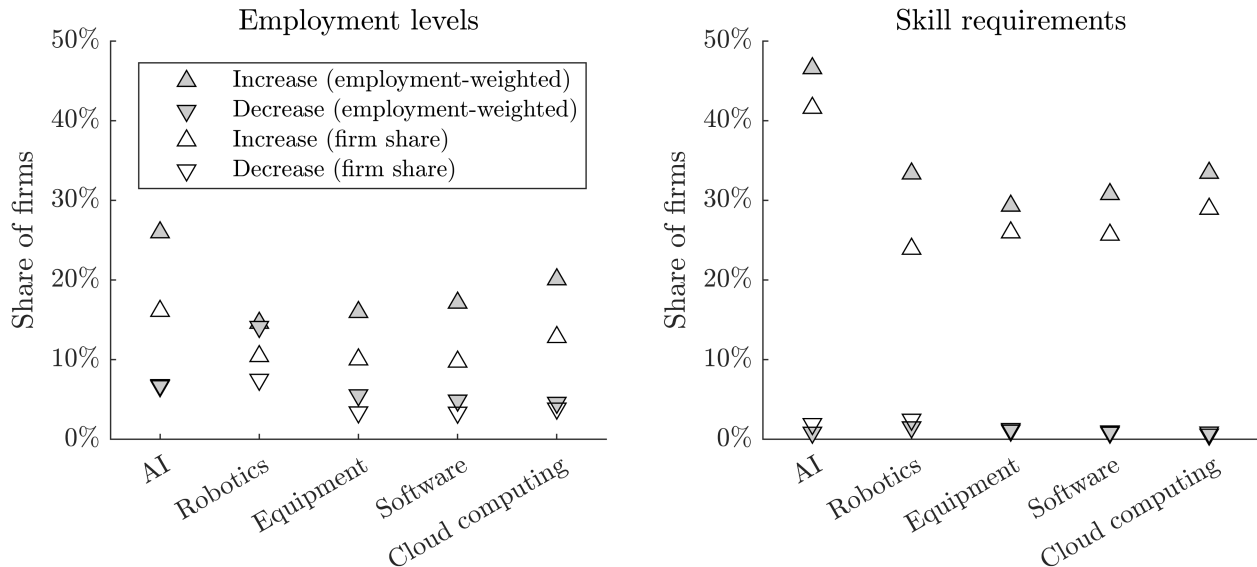 Employment levels
Share of firms
50%
40%
30%
20%
10%
0%
Increase (employment-weighted)
Decrease (employment-weighted)
Increase (firm share)
Decrease (firm share)
AI
Robotics
Equipment
Software
Cloud computing
Skill requirements
Share of firms
50%
40%
30%
20%
10%
0%
AI
Robotics
Equipment
Software
Cloud computing